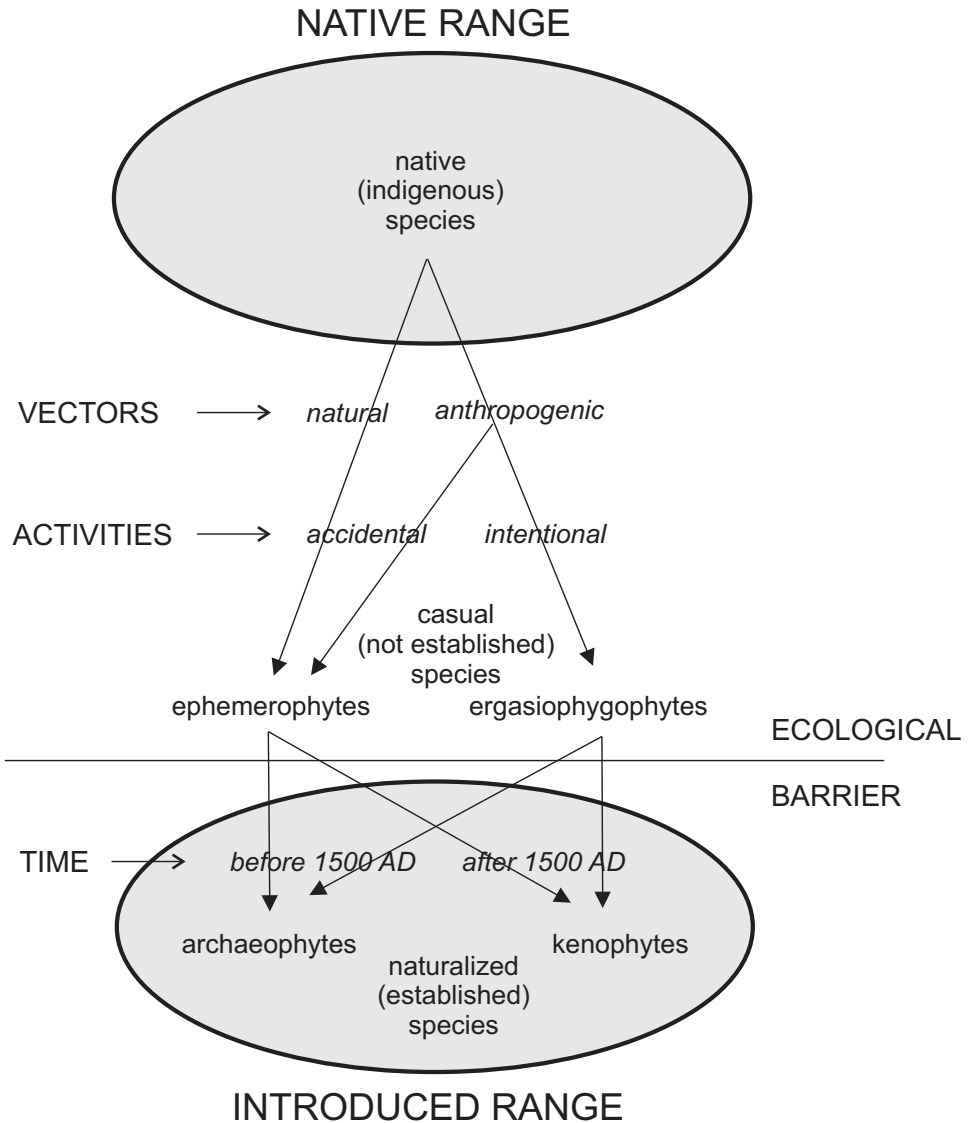 NATIVE RANGE
native
(indigenous)
species
VECTORS
natural
anthropogenic
ACTIVITIES
accidental
intentional
casual
(not established)
species
ephemerophytes
ergasiophygophytes
ECOLOGICAL
BARRIER
TIME
before 1500 AD
after 1500 AD
archaeophytes
kenophytes
naturalized
(established)
species
INTRODUCED RANGE